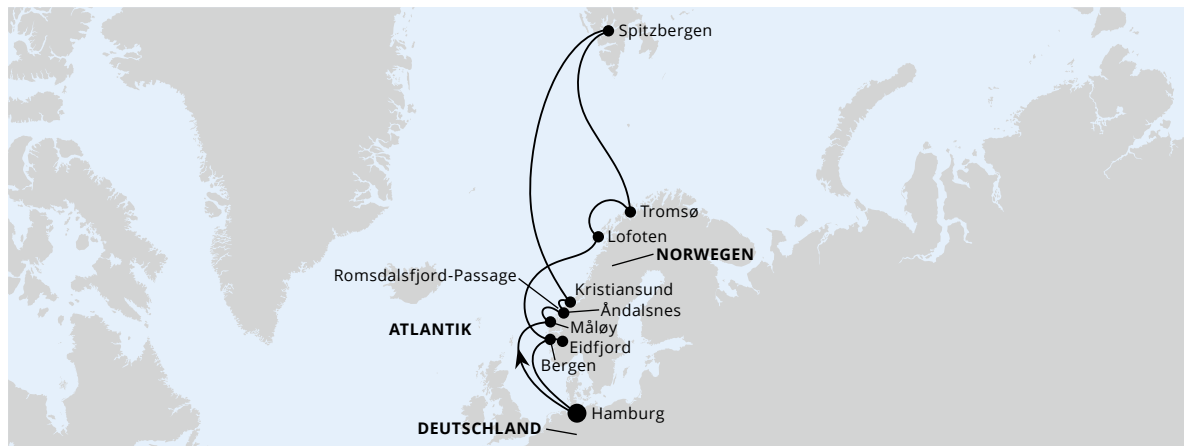 Spitzbergen
Tromsø
Lofoten
NORWEGEN
Romsdalsfjord-Passage
Kristiansund
Åndalsnes
ATLANTIK
Måløy
Eidfjord
Bergen
Hamburg
DEUTSCHLAND